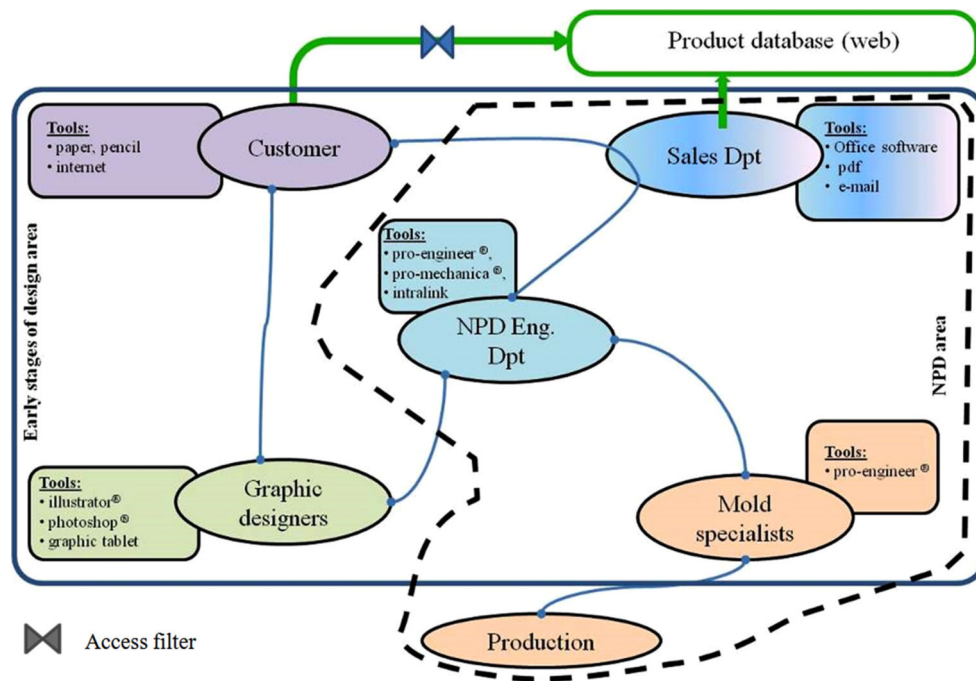 Product database (web)
Tools:
• paper, pencil
• internet
Customer
Sales Dpt
Tools:
• Office software
• pdf
• e-mail
Early stages of design area
Tools:
• pro-engineer ®,
• pro-mechanica ®,
• intralink
NPD Eng.
Dpt
NPD area
Tools:
• illustrator®
• photoshop ®
• graphic tablet
Graphic
designers
Tools:
• pro-engineer ®
Mold
specialists
Access filter
Production